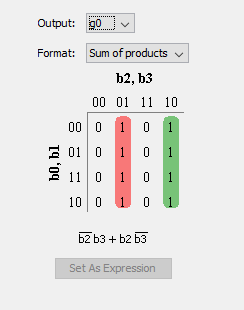 Output: g0
Format: Sum of products
b2, b3
00 01 11 10
b0, b1
00 0 1 0 1
01 0 1 0 1
11 0 1 0 1
10 0 1 0 1
b2̅ b3 + b2 b3̅
Set As Expression